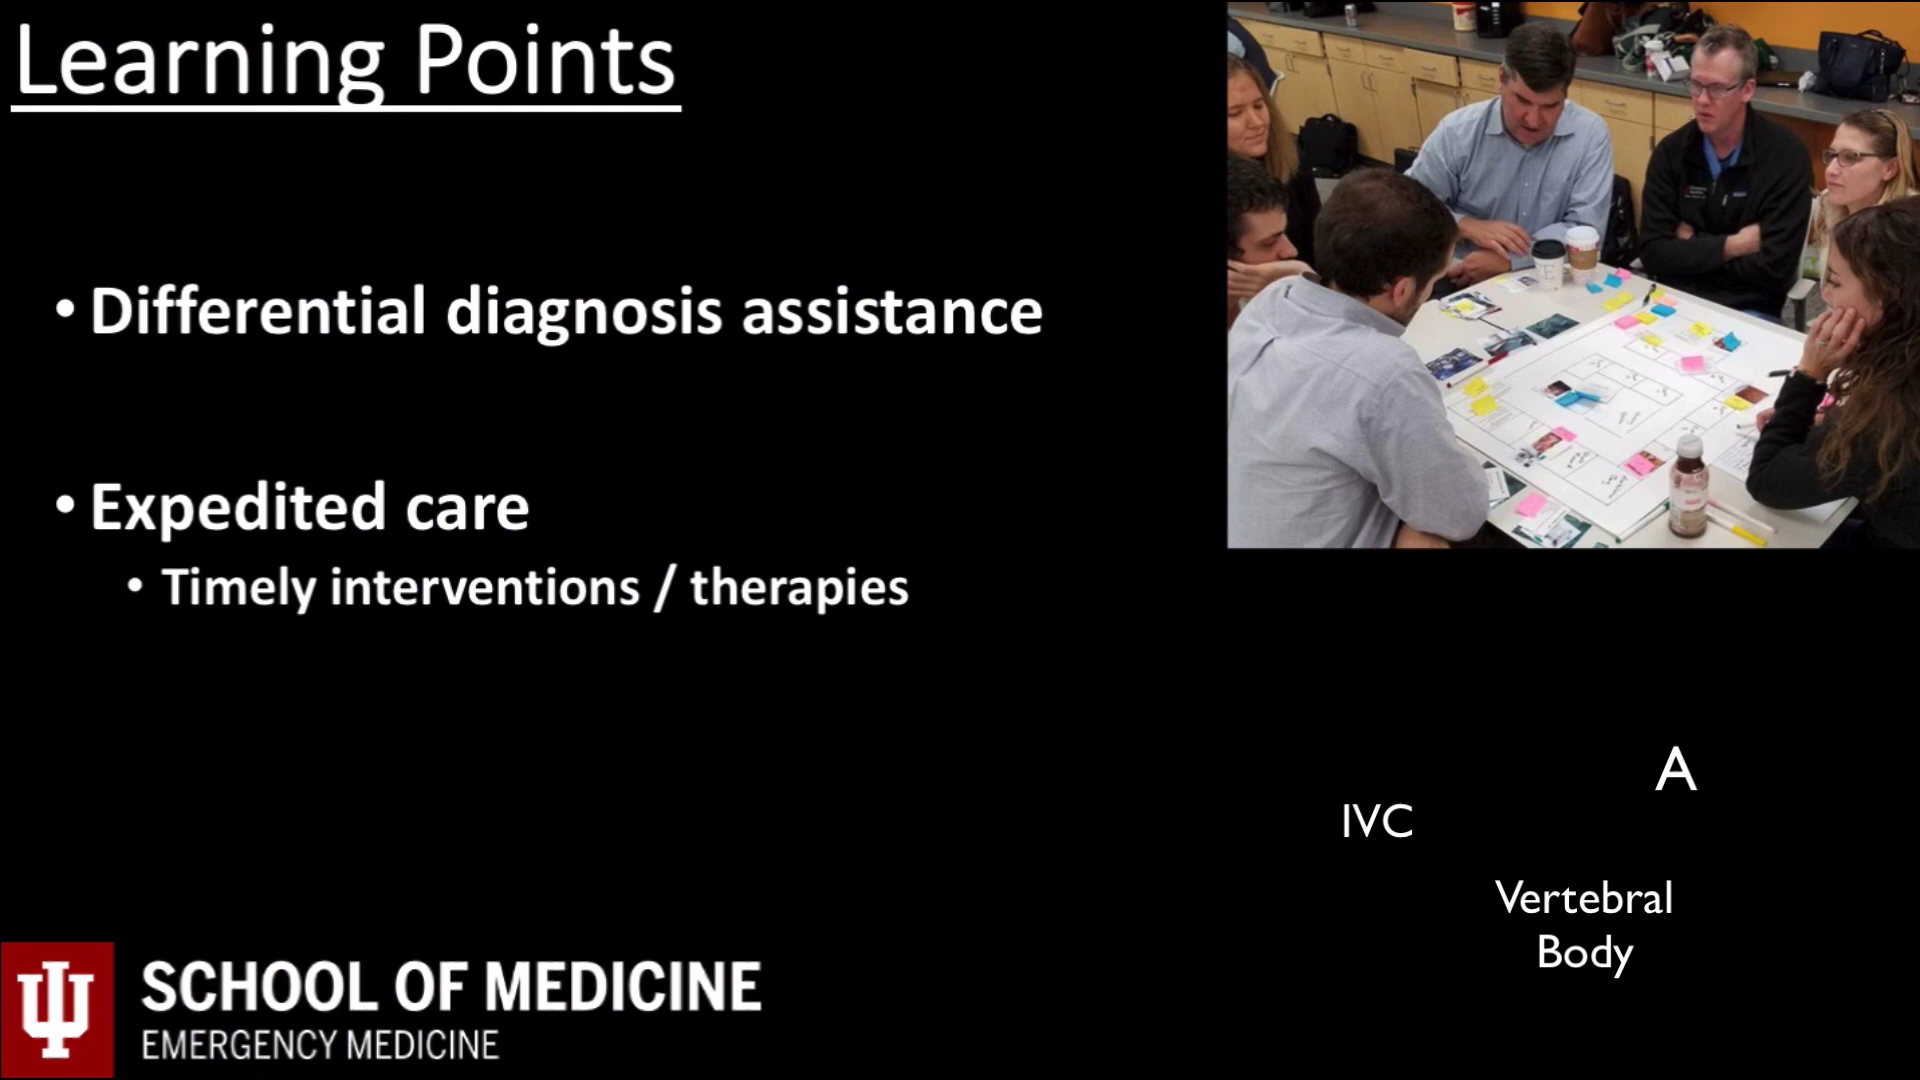 Learning Points
• Differential diagnosis assistance
• Expedited care
• Timely interventions / therapies
A
IVC
Vertebral
Body
SCHOOL OF MEDICINE
EMERGENCY MEDICINE